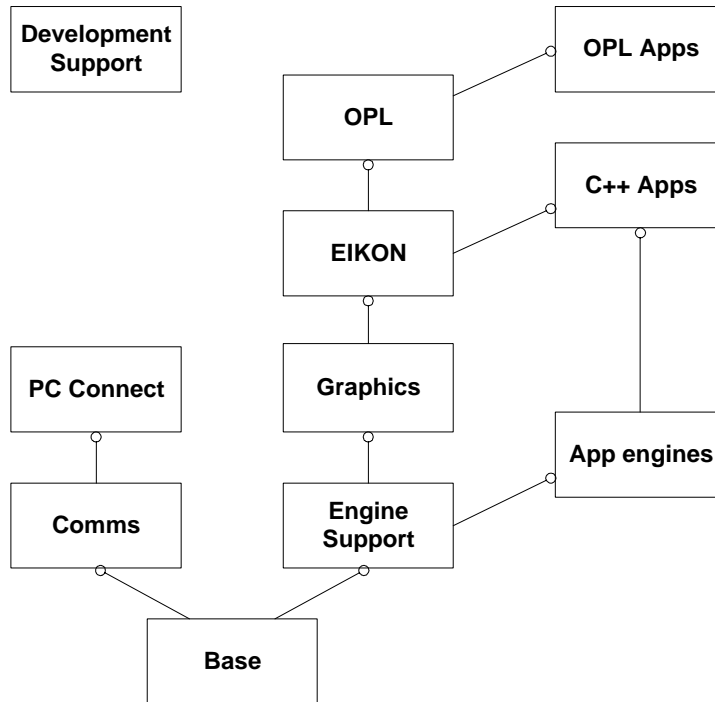 Development
Support
OPL Apps
OPL
C++ Apps
EIKON
PC Connect
Graphics
App engines
Comms
Engine
Support
Base